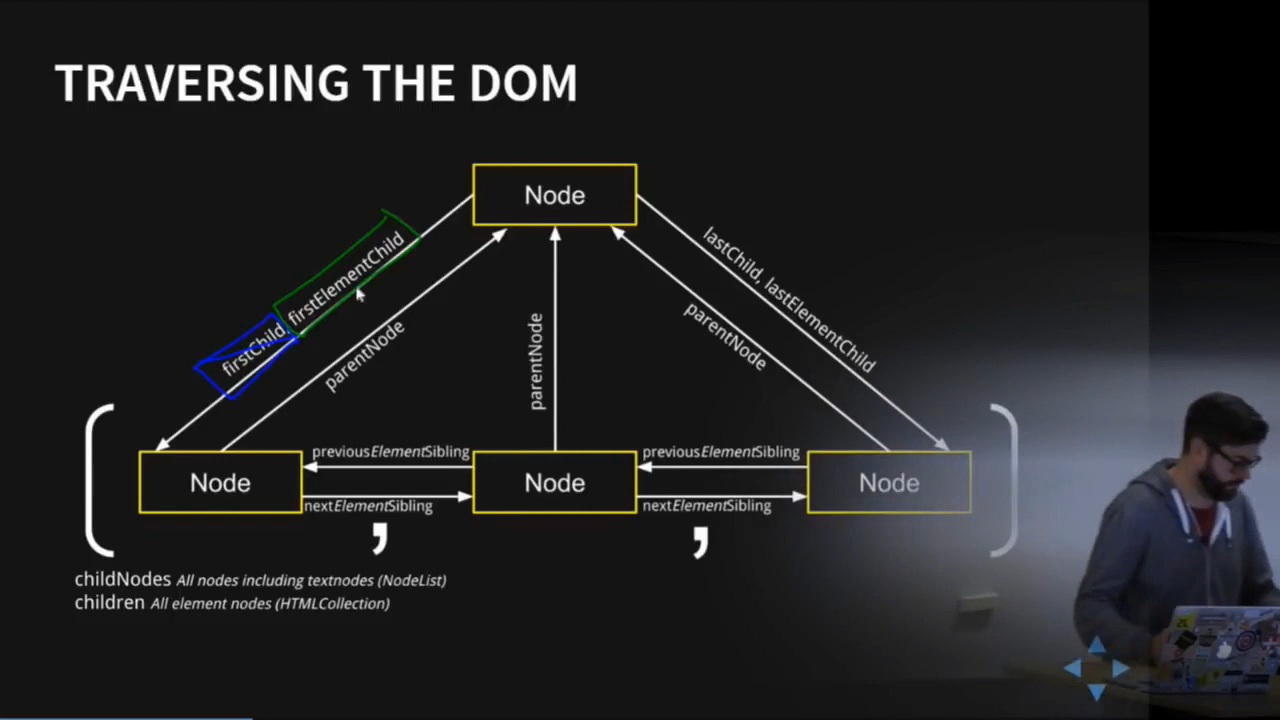 TRAVERSING THE DOM
Node
firstChild, firstElementChild
parentNode
parentNode
parentNode
lastChild, lastElementChild
Node
previousElementSibling
nextElementSibling
Node
previousElementSibling
nextElementSibling
Node
,
,
childNodes All nodes including textnodes (NodeList)
children All element nodes (HTMLCollection)